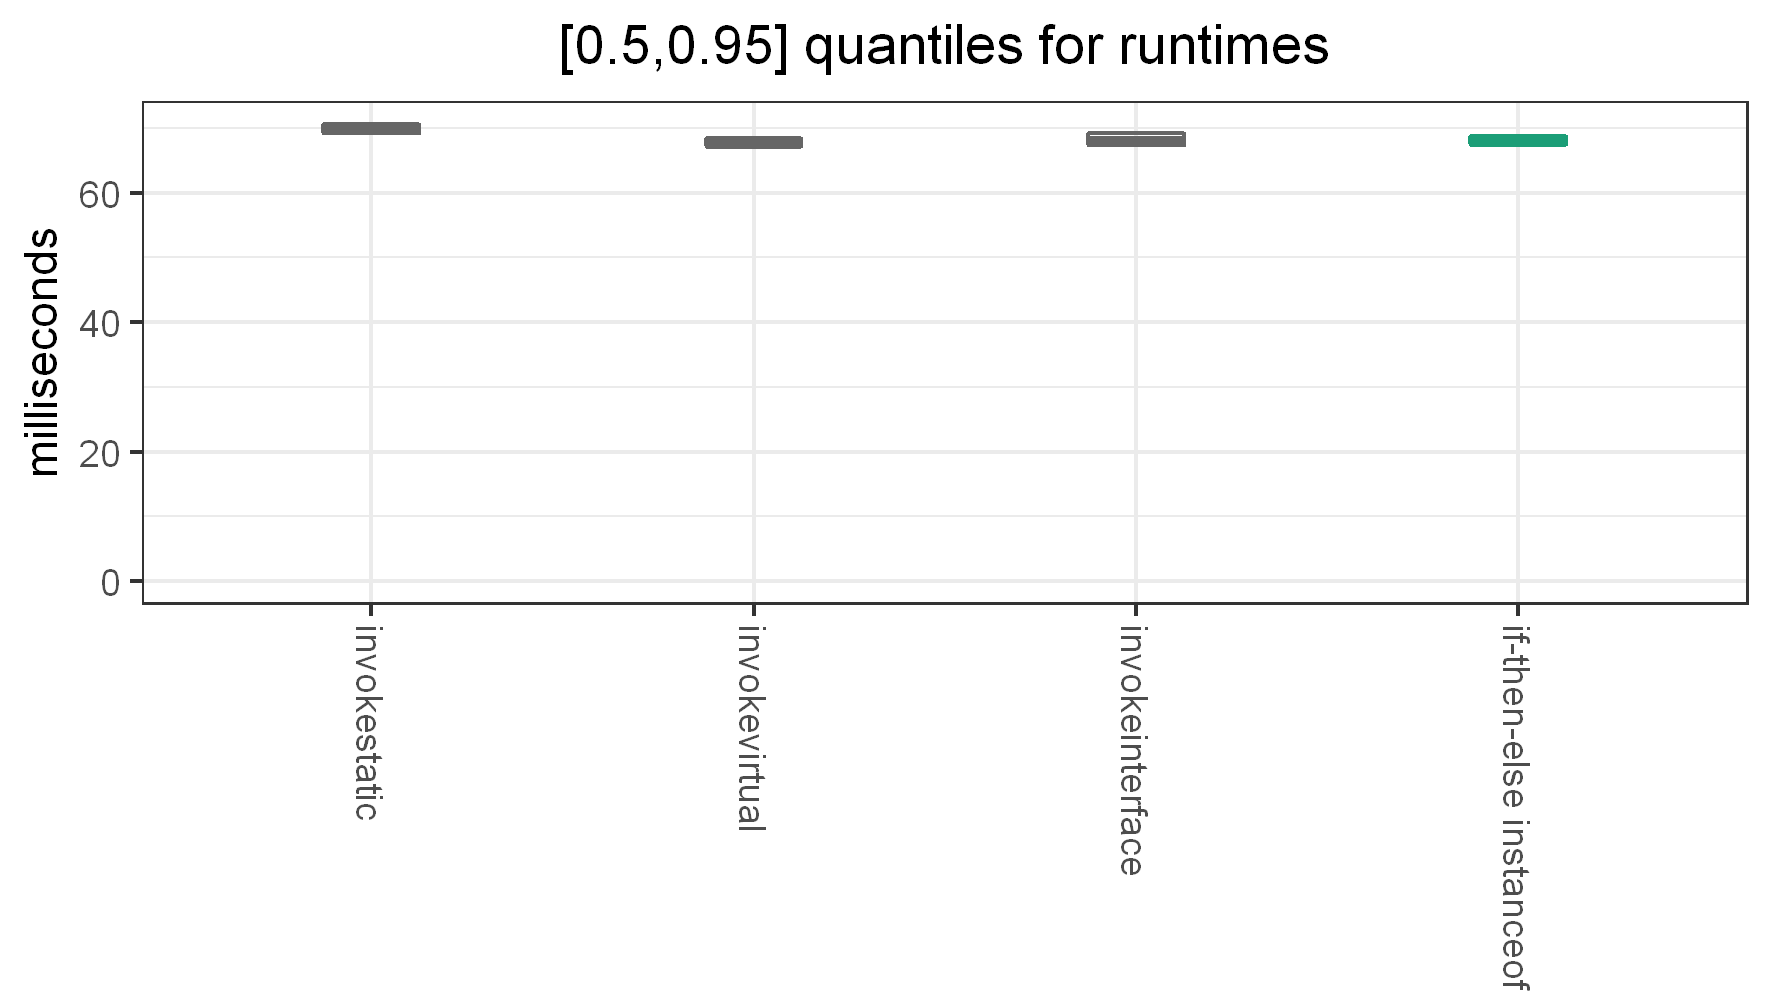 [0.5,0.95] quantiles for runtimes
milliseconds
60
40
20
0
invokestatic
invokevirtual
invokeinterface
if-then-else instanceof